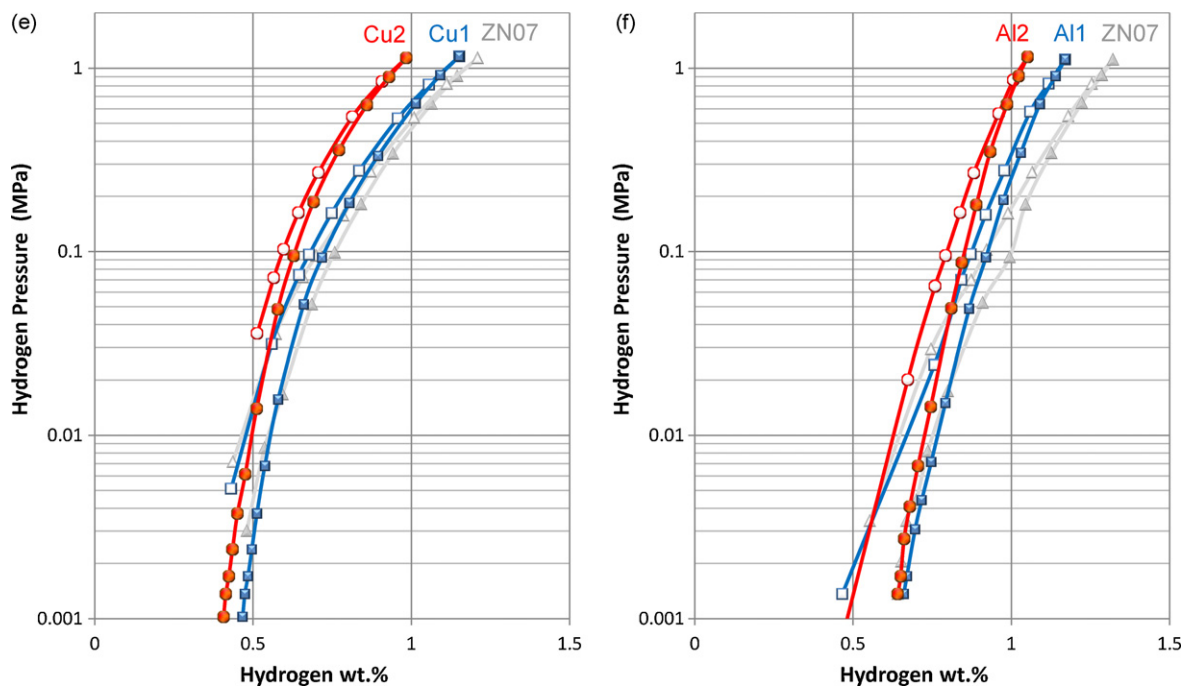 (e)
Cu2 Cu1 ZN07
1
0.1
0.01
0.001
0 0.5 1 1.5
Hydrogen Pressure (MPa)
Hydrogen wt.%
(f)
Al2 Al1 ZN07
1
0.1
0.01
0.001
0 0.5 1 1.5
Hydrogen Pressure (MPa)
Hydrogen wt.%